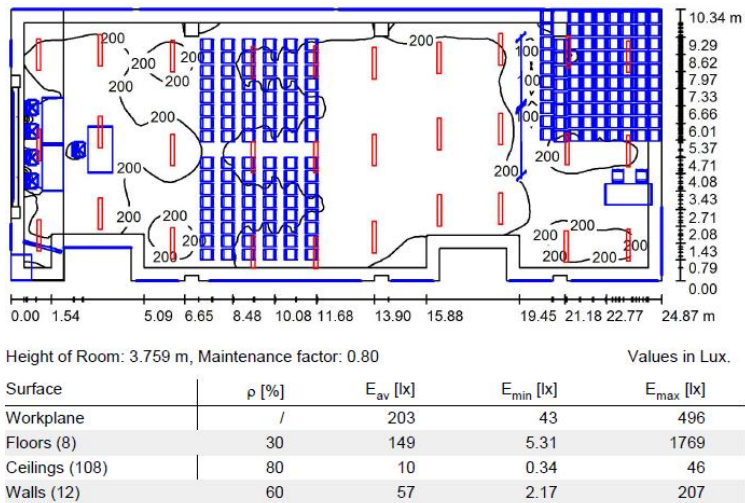 10.34 m
200 200 200 200 100 200
9.29
8.62
100
7.97
200
7.33
100
6.66
6.01
200 200
5.37
200
4.71
200
4.08
3.43
2.71
200
2.08
200
1.43
200 200 200 200
0.79
0.00
0.00 1.54 5.09 6.65 8.48 10.08 11.68 13.90 15.88 19.45 21.18 22.77 24.87 m
Height of Room: 3.759 m, Maintenance factor: 0.80 Values in Lux.
Surface ρ [%] Eav [lx] Emin [lx] Emax [lx]
Workplane / 203 43 496
Floors (8) 30 149 5.31 1769
Ceilings (108) 80 10 0.34 46
Walls (12) 60 57 2.17 207